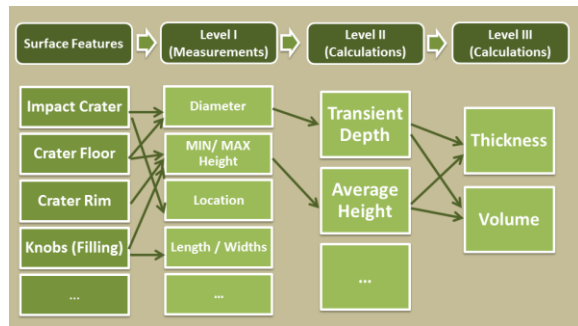 Surface Features
Level I
(Measurements)
Level II
(Calculations)
Level III
(Calculations)
Impact Crater
Crater Floor
Crater Rim
Knobs (Filling)
...
Diameter
MIN/ MAX
Height
Location
Length / Widths
...
Transient
Depth
Average
Height
...
Thickness
Volume